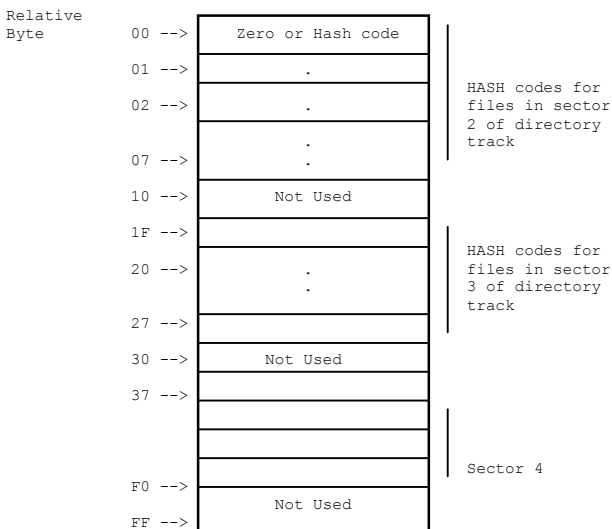 Relative
Byte 00 --> Zero or Hash code
01 --> .
HASH codes for
02 --> . files in sector
2 of directory
. track
07 --> .
10 --> Not Used
1F -->
HASH codes for
20 --> . files in sector
. 3 of directory
track
27 -->
30 --> Not Used
37 -->
Sector 4
F0 -->
Not Used
FF -->